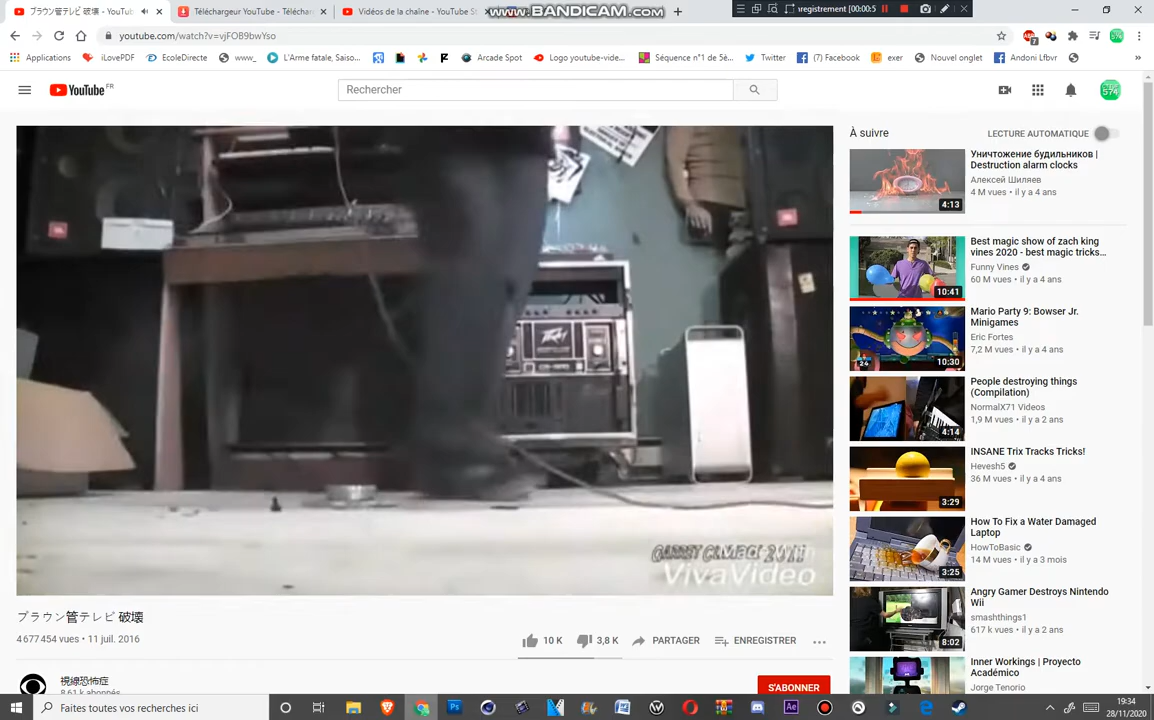 ブラウン管テレビ 破壊 - YouTube
Téléchargeur YouTube - Télécharg
Vidéos de la chaîne - YouTube St
www.BANDICAM.com
youtube.com/watch?v=vjFOB9bwYso
Applications
iLovePDF
EcoleDirecte
www_
L'Arme fatale, Saiso...
Arcade Spot
Logo youtube-vide...
Séquence n°1 de 5è...
Twitter
(7) Facebook
exer
Nouvel onglet
Andoni Lfbvr
YouTube FR
Rechercher
574
À suivre
LECTURE AUTOMATIQUE
Уничтожение будильников |
Destruction alarm clocks
Алексей Шиляев
4 M vues • il y a 4 ans
4:13
Best magic show of zach king
vines 2020 - best magic tricks...
Funny Vines
60 M vues • il y a 4 ans
10:41
Mario Party 9: Bowser Jr.
Minigames
Eric Fortes
7,2 M vues • il y a 4 ans
10:30
People destroying things
(Compilation)
NormalX71 Videos
1,9 M vues • il y a 2 ans
4:14
INSANE Trix Tracks Tricks!
Hevesh5
36 M vues • il y a 4 ans
3:29
How To Fix a Water Damaged
Laptop
HowToBasic
14 M vues • il y a 3 mois
3:25
Angry Gamer Destroys Nintendo
Wii
smashthings1
617 k vues • il y a 2 ans
8:02
Inner Workings | Proyecto
Académico
Jorge Tenorio
PEAVEY
VivaVideo
ブラウン管テレビ 破壊
4 677 454 vues • 11 juil. 2016
10 K
3,8 K
PARTAGER
ENREGISTRER
視線恐怖症
8,61 k abonnés
S'ABONNER
Faites toutes vos recherches ici
19:34
28/11/2020